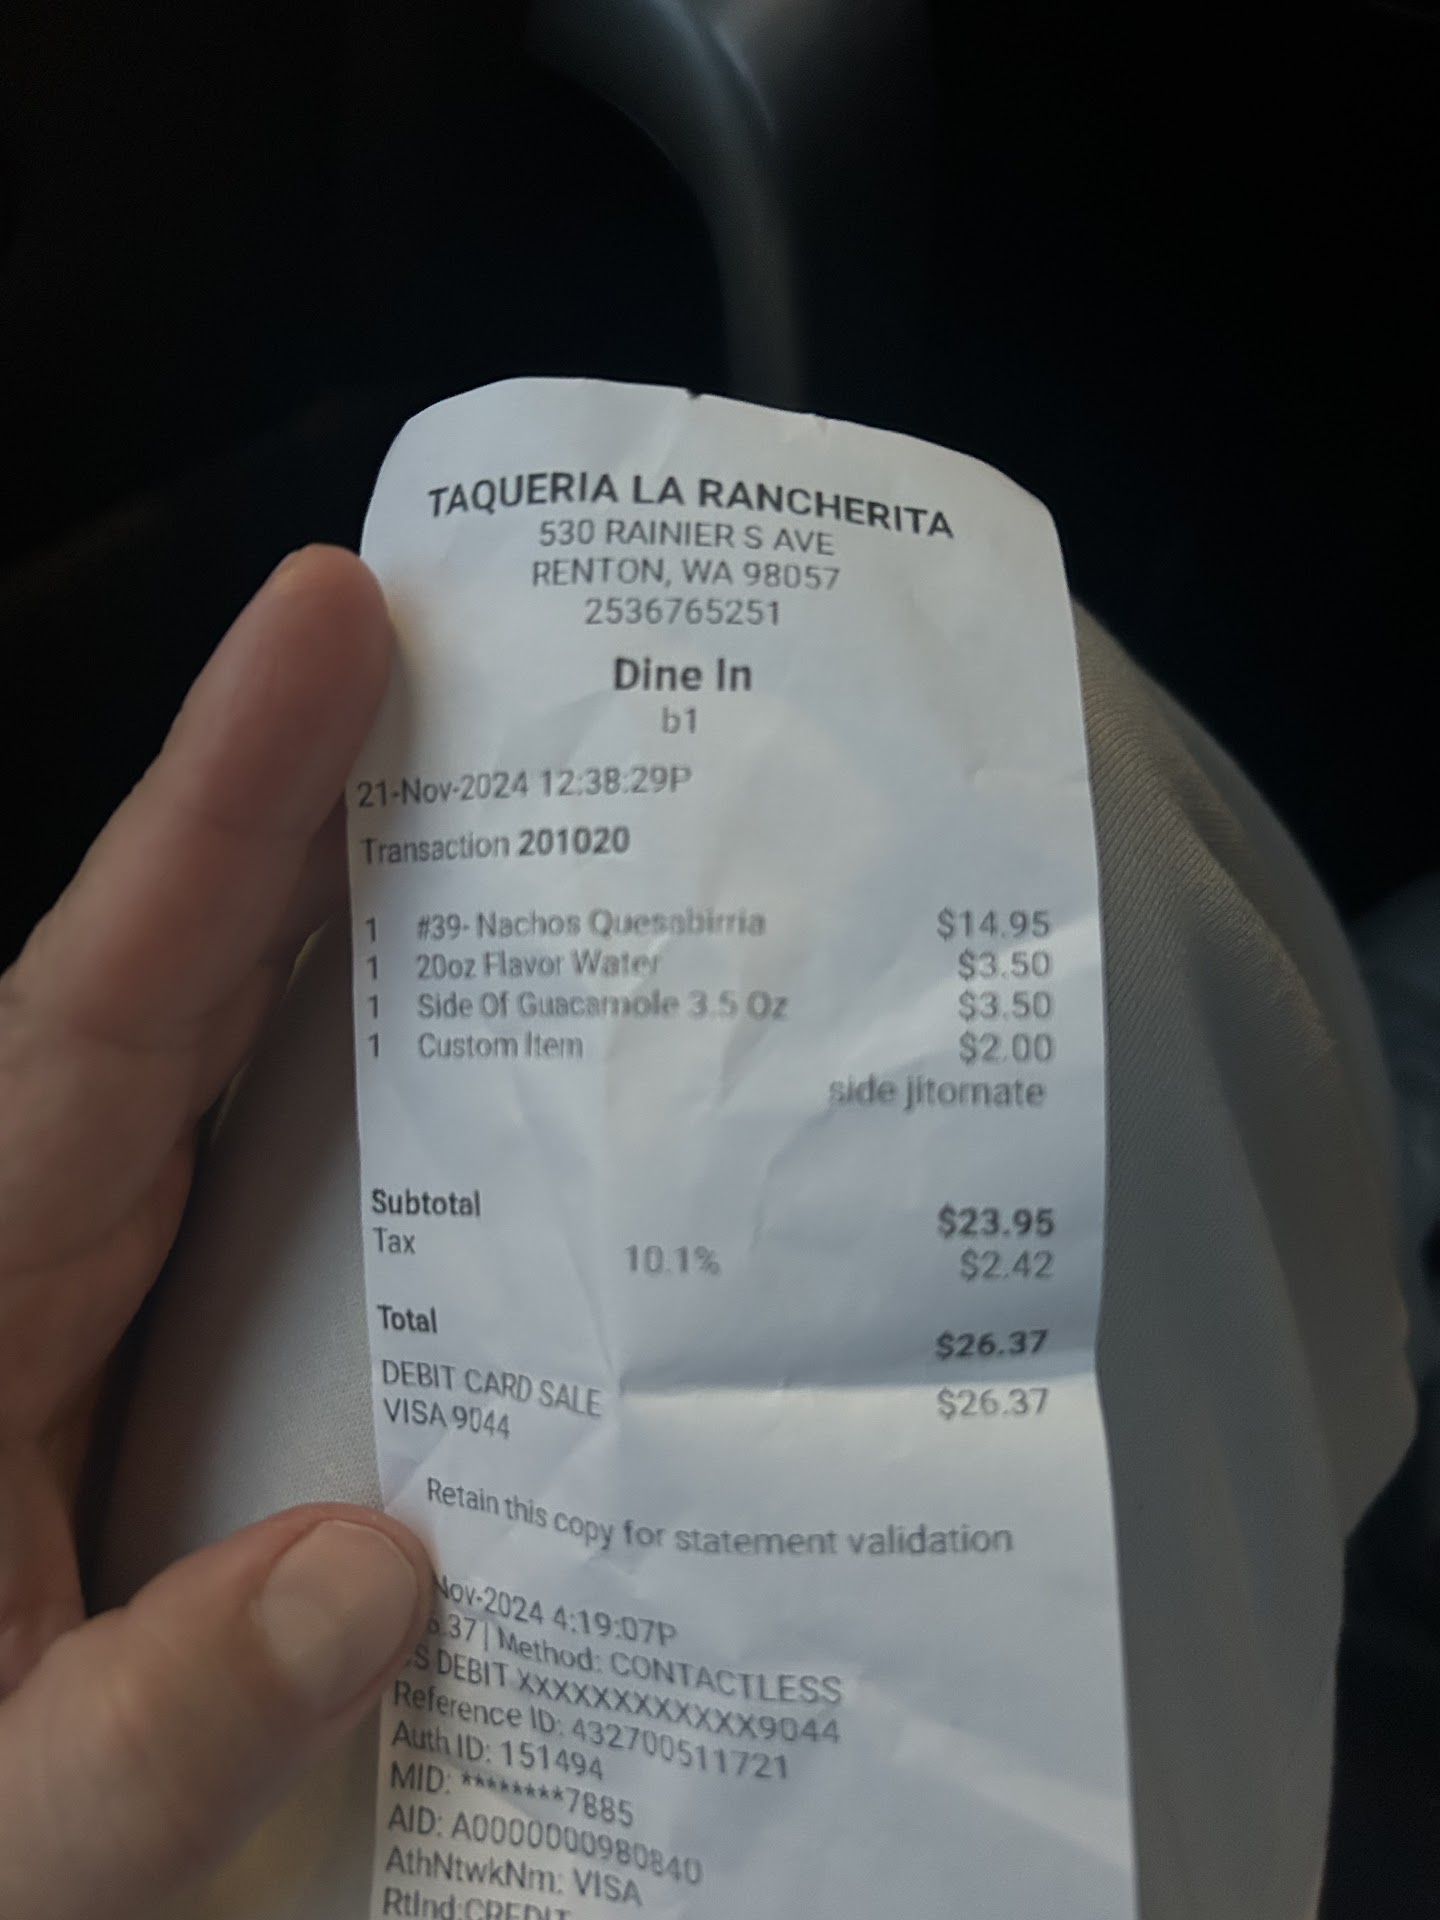 TAQUERIA LA RANCHERITA
530 RAINIER S AVE
RENTON, WA 98057
2536765251
Dine In
b1
21-Nov-2024 12:38:29P
Transaction 201020
1 #39- Nachos Quesabirria $14.95
1 20oz Flavor Water $3.50
1 Side Of Guacamole 3.5 Oz $3.50
1 Custom Item $2.00
side jitomate
Subtotal $23.95
Tax 10.1% $2.42
Total $26.37
DEBIT CARD SALE $26.37
VISA 9044
Retain this copy for statement validation
Nov-2024 4:19:07P
.37 | Method: CONTACTLESS
S DEBIT XXXXXXXXXXXX9044
Reference ID: 432700511721
Auth ID: 151494
MID: ********7885
AID: A0000000980840
AthNtwkNm: VISA
RtInd:CREDIT